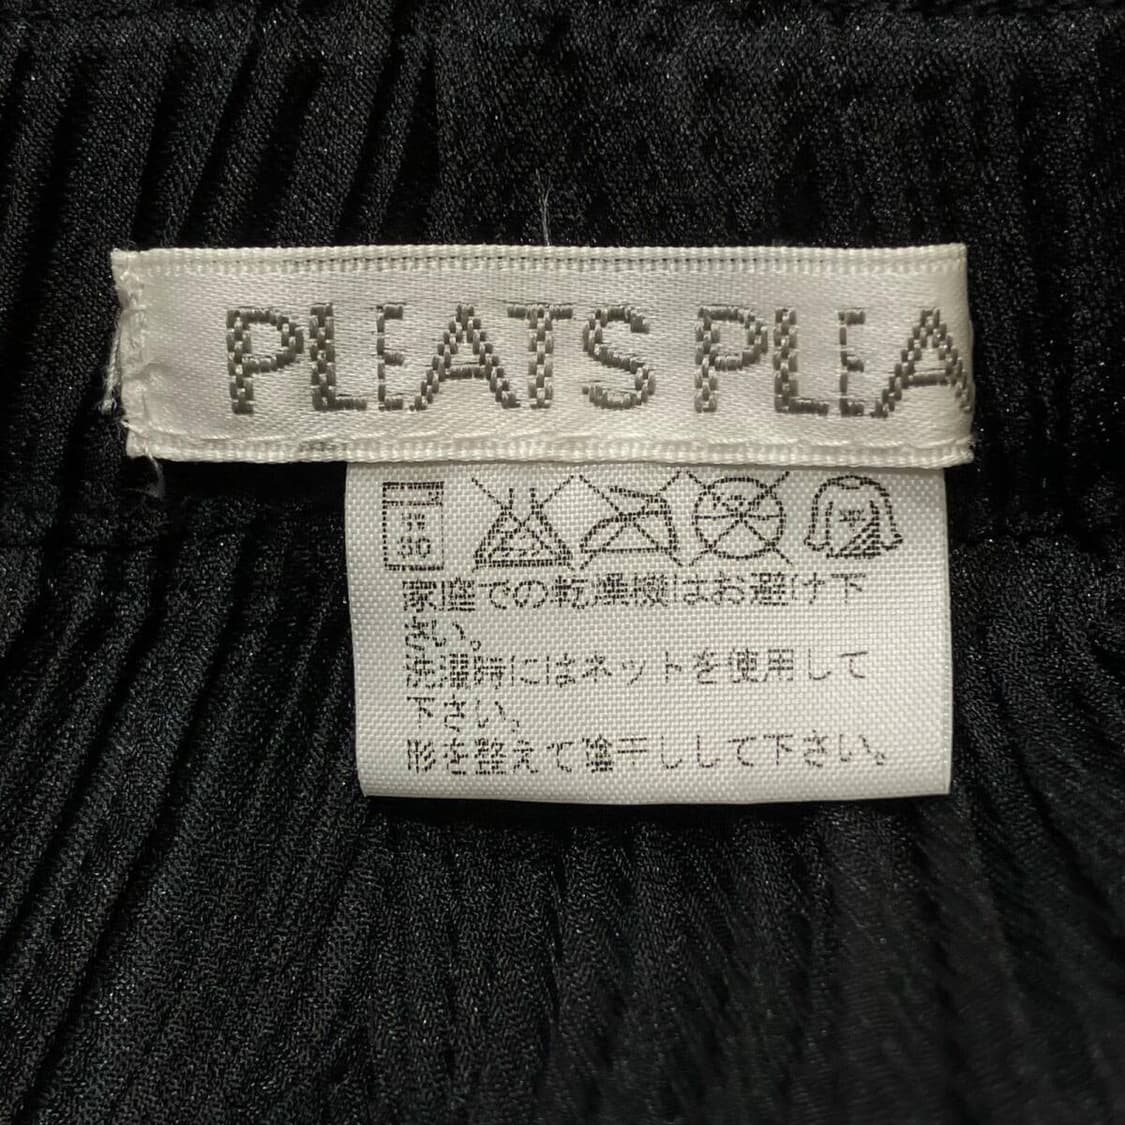 PLEATS PLEA
家庭での乾燥機はお避け下
さい。
洗濯時にはネットを使用して
下さい。
形を整えて陰干しして下さい。